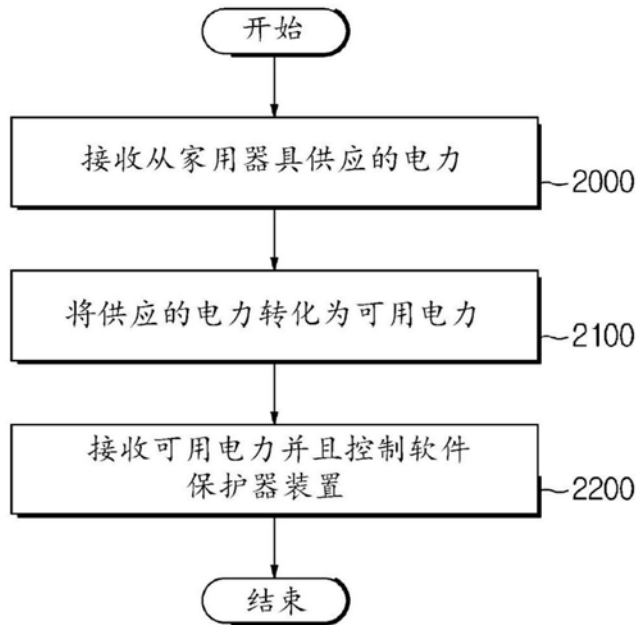 开始
接收从家用器具供应的电力
2000
将供应的电力转化为可用电力
2100
接收可用电力并且控制软件
保护器装置
2200
结束